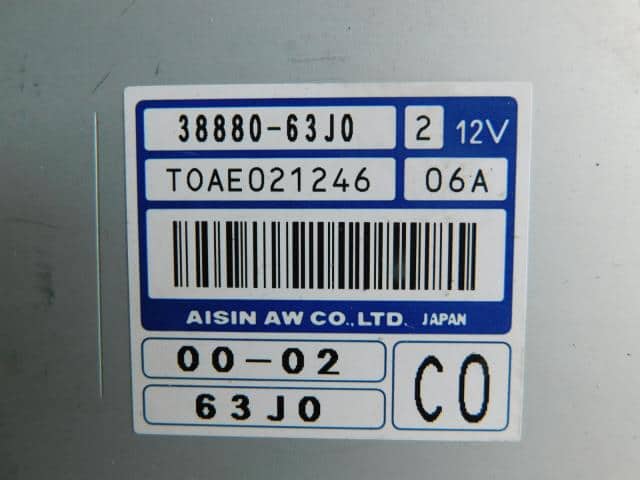 38880-63J0 2 12V
T0AE021246 06A
AISIN AW CO.,LTD. JAPAN
00-02
63J0
C0